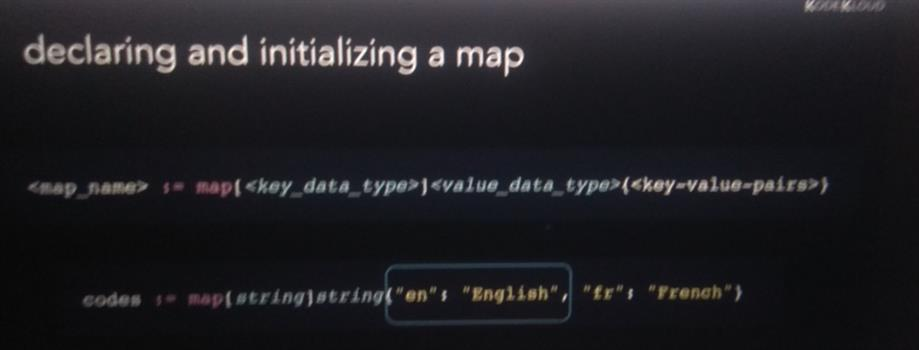 KODEKLOUD
declaring and initializing a map
<map_name> := map[<key_data_type>]<value_data_type>{<key-value-pairs>}
codes := map[string]string{"en": "English", "fr": "French"}